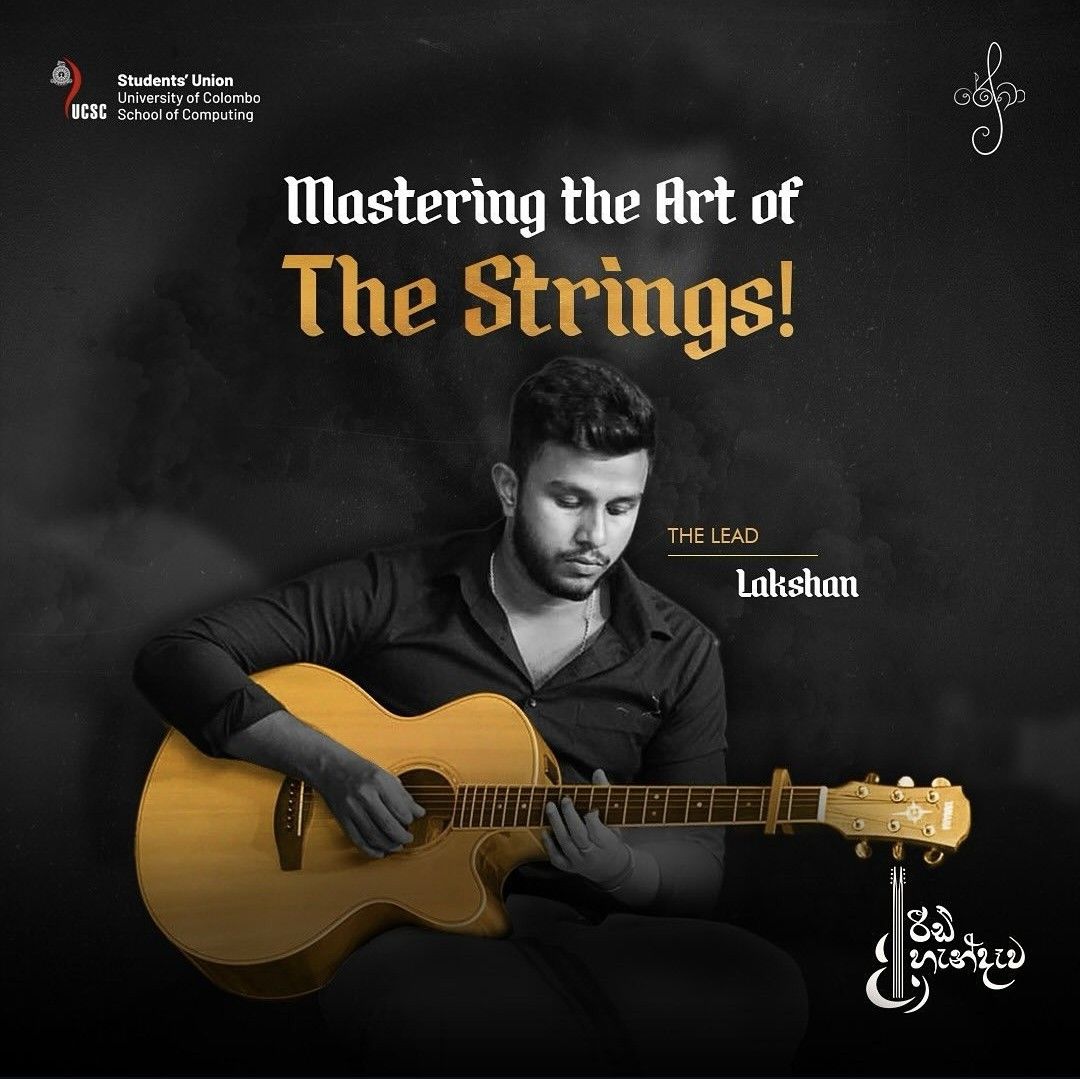 Students' Union
University of Colombo
UCSC School of Computing
Mastering the Art of
The Strings!
THE LEAD
Lakshan
YAMAHA
රීඩ්
හැන්දෑව